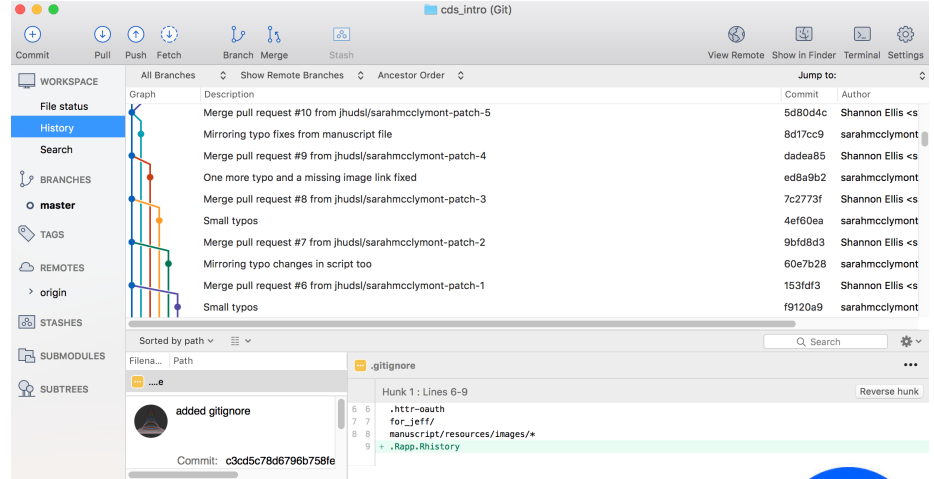 cds_intro (Git)
Commit Pull Push Fetch Branch Merge Stash View Remote Show in Finder Terminal Settings
WORKSPACE
File status
History
Search
BRANCHES
master
TAGS
REMOTES
origin
STASHES
SUBMODULES
SUBTREES
All Branches Show Remote Branches Ancestor Order Jump to:
Graph Description Commit Author
Merge pull request #10 from jhudsl/sarahmcclymont-patch-5 5d80d4c Shannon Ellis <s
Mirroring typo fixes from manuscript file 8d17cc9 sarahmcclymont
Merge pull request #9 from jhudsl/sarahmcclymont-patch-4 dadea85 Shannon Ellis <s
One more typo and a missing image link fixed ed8a9b2 sarahmcclymont
Merge pull request #8 from jhudsl/sarahmcclymont-patch-3 7c2773f Shannon Ellis <s
Small typos 4ef60ea sarahmcclymont
Merge pull request #7 from jhudsl/sarahmcclymont-patch-2 9bfd8d3 Shannon Ellis <s
Mirroring typo changes in script too 60e7b28 sarahmcclymont
Merge pull request #6 from jhudsl/sarahmcclymont-patch-1 153fdf3 Shannon Ellis <s
Small typos f9120a9 sarahmcclymont
Sorted by path Search
Filena... Path
....e
added gitignore
Commit: c3cd5c78d6796b758fe
.gitignore
Hunk 1 : Lines 6-9 Reverse hunk
6 6 .httr-oauth
7 7 for_jeff/
8 8 manuscript/resources/images/*
9 + .Rapp.Rhistory